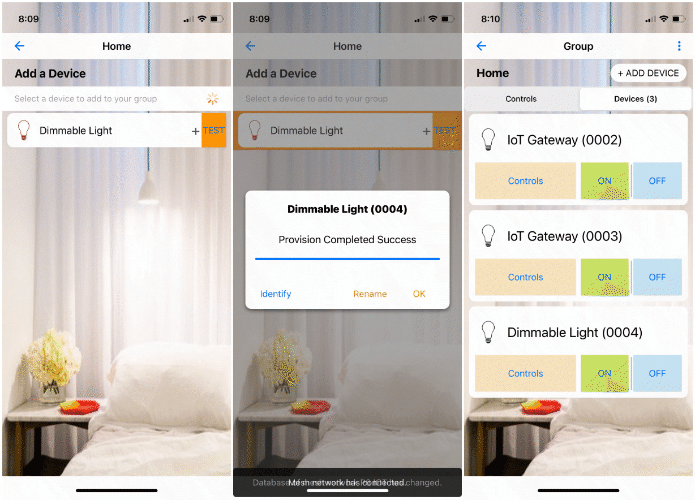 8:09
Home
Add a Device
Select a device to add to your group
Dimmable Light
+
TEST
8:09
Home
Add a Device
Select a device to add to your group
Dimmable Light
+
TEST
Dimmable Light (0004)
Provision Completed Success
Identify
Rename
OK
Mesh network has connected.
8:10
Group
Home
+ ADD DEVICE
Controls
Devices (3)
IoT Gateway (0002)
Controls
ON
OFF
IoT Gateway (0003)
Controls
ON
OFF
Dimmable Light (0004)
Controls
ON
OFF